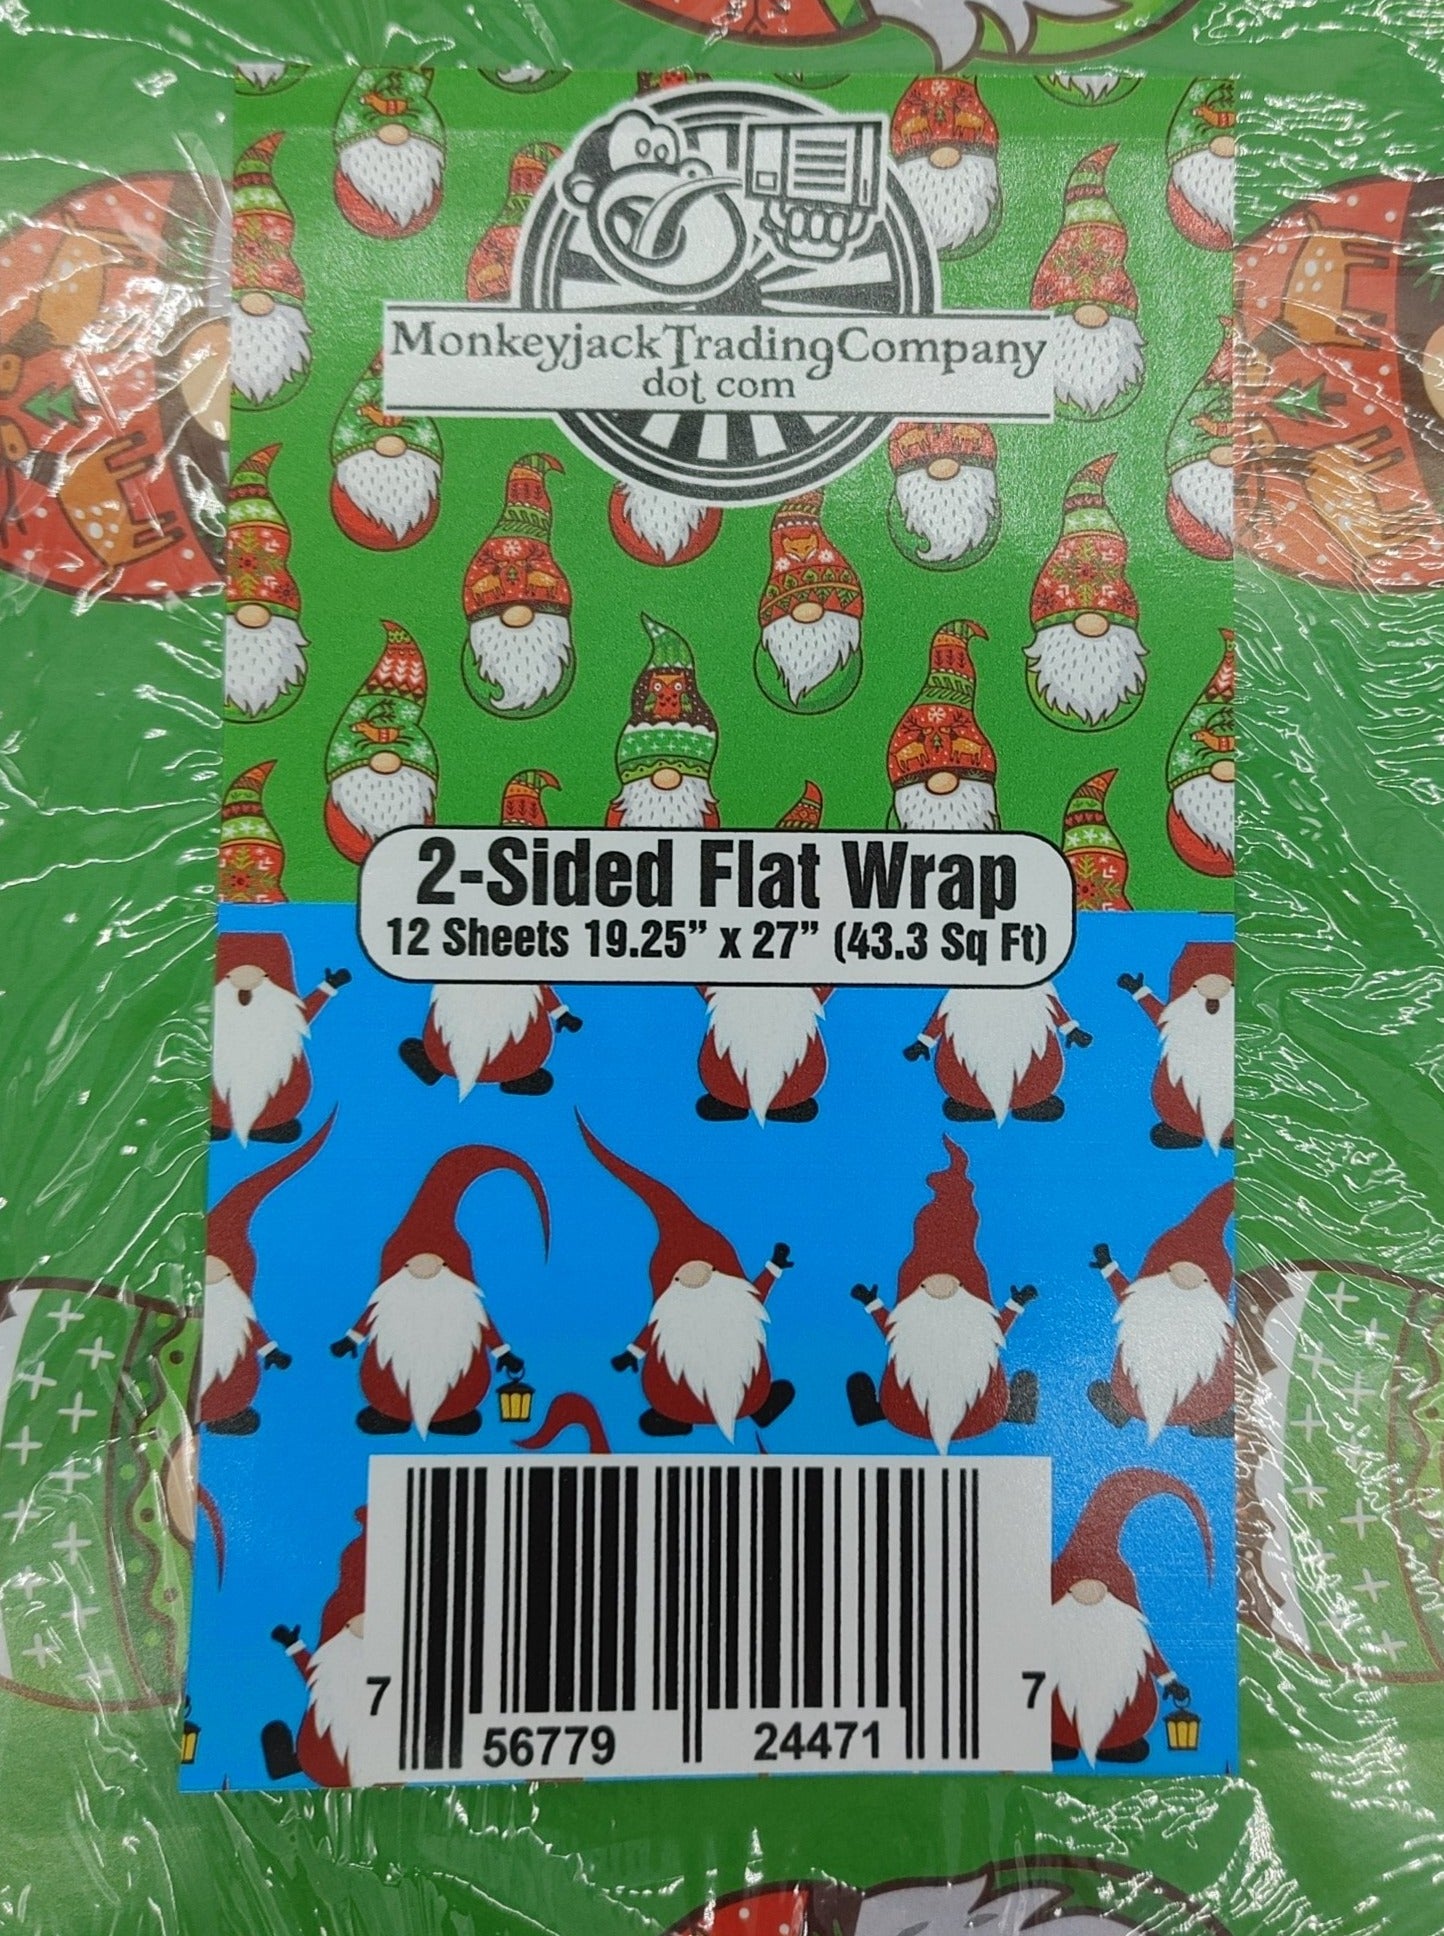 MonkeyjackTradingCompany
dot com
2-Sided Flat Wrap
12 Sheets 19.25” x 27” (43.3 Sq Ft)
7 56779 24471 7